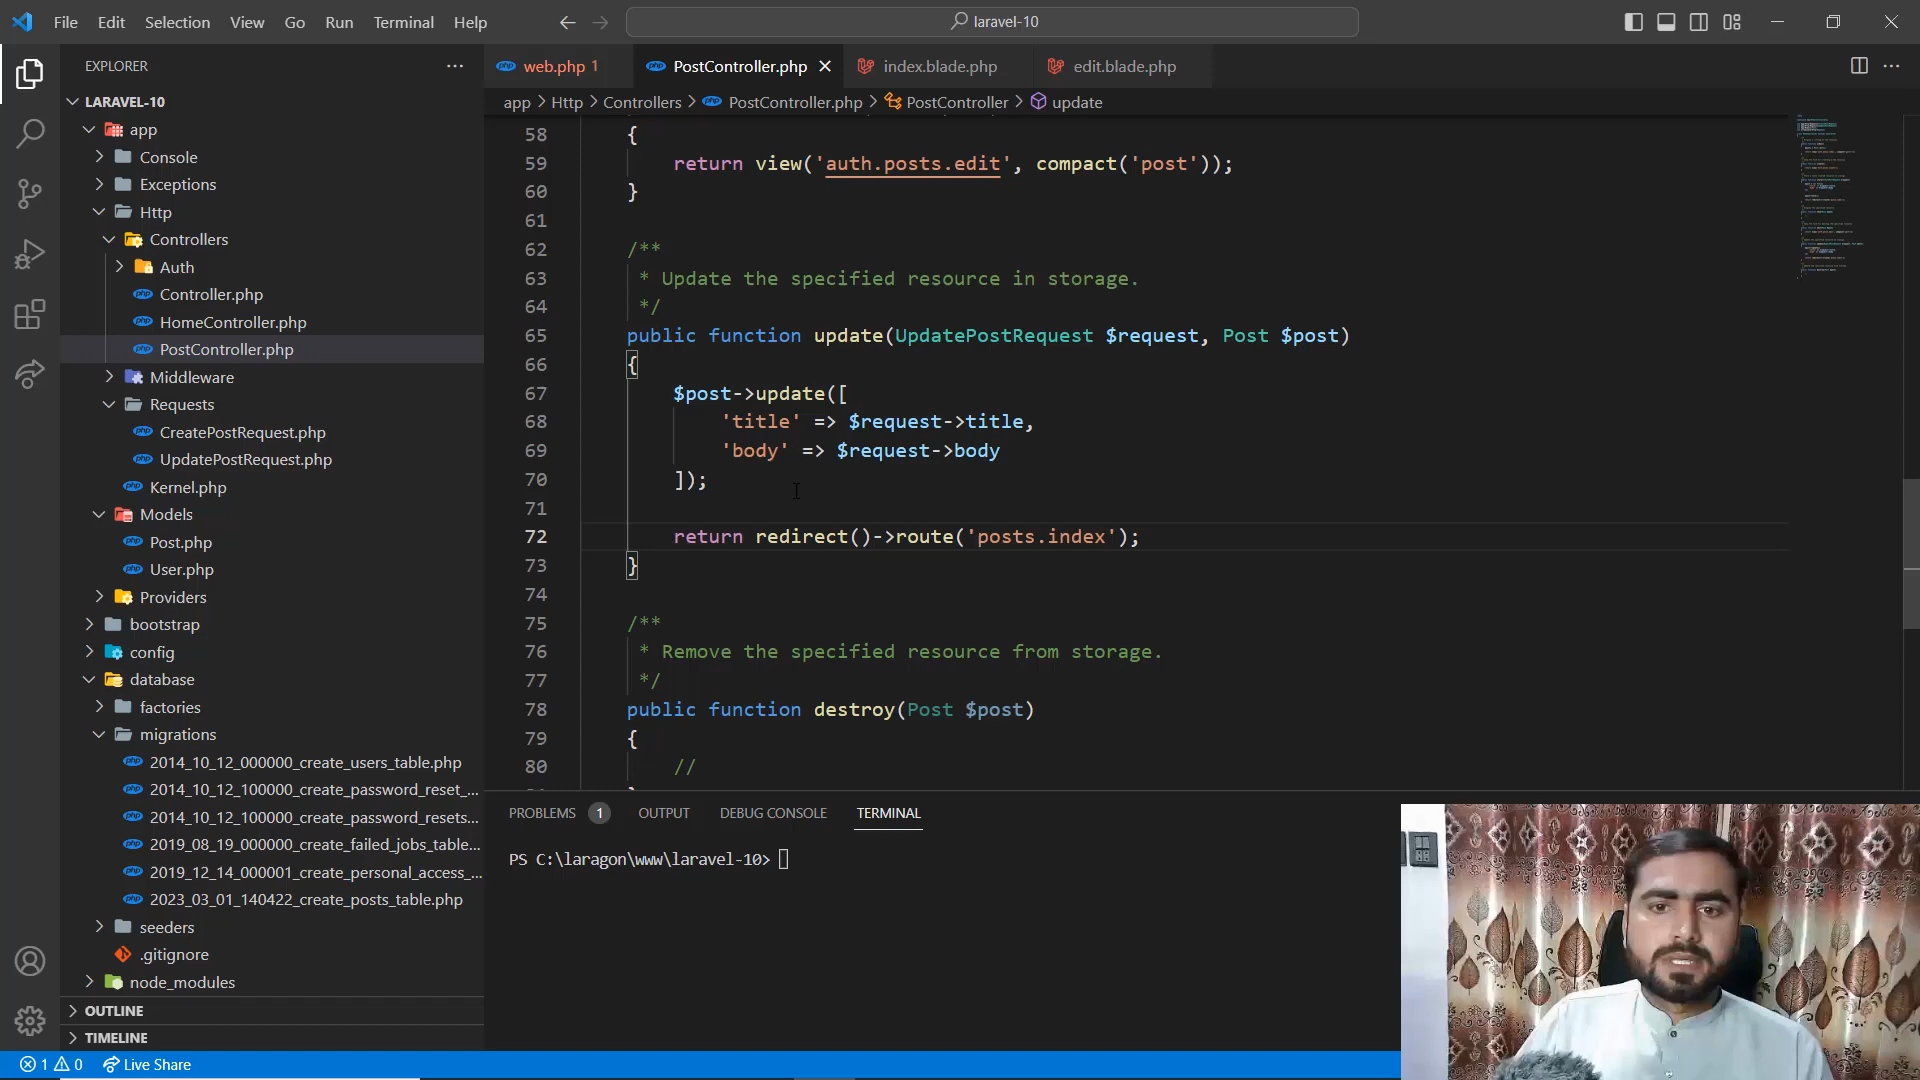 File Edit Selection View Go Run Terminal Help
laravel-10
EXPLORER
LARAVEL-10
app
Console
Exceptions
Http
Controllers
Auth
Controller.php
HomeController.php
PostController.php
Middleware
Requests
CreatePostRequest.php
UpdatePostRequest.php
Kernel.php
Models
Post.php
User.php
Providers
bootstrap
config
database
factories
migrations
2014_10_12_000000_create_users_table.php
2014_10_12_100000_create_password_reset_...
2014_10_12_100000_create_password_resets...
2019_08_19_000000_create_failed_jobs_table...
2019_12_14_000001_create_personal_access_...
2023_03_01_140422_create_posts_table.php
seeders
.gitignore
node_modules
OUTLINE
TIMELINE
web.php 1 PostController.php index.blade.php edit.blade.php
app > Http > Controllers > PostController.php > PostController > update
58 {
59 return view('auth.posts.edit', compact('post'));
60 }
61
62 /**
63 * Update the specified resource in storage.
64 */
65 public function update(UpdatePostRequest $request, Post $post)
66 {
67 $post->update([
68 'title' => $request->title,
69 'body' => $request->body
70 ]);
71
72 return redirect()->route('posts.index');
73 }
74
75 /**
76 * Remove the specified resource from storage.
77 */
78 public function destroy(Post $post)
79 {
80 //
PROBLEMS 1 OUTPUT DEBUG CONSOLE TERMINAL
PS C:\laragon\www\laravel-10>
1 0 Live Share